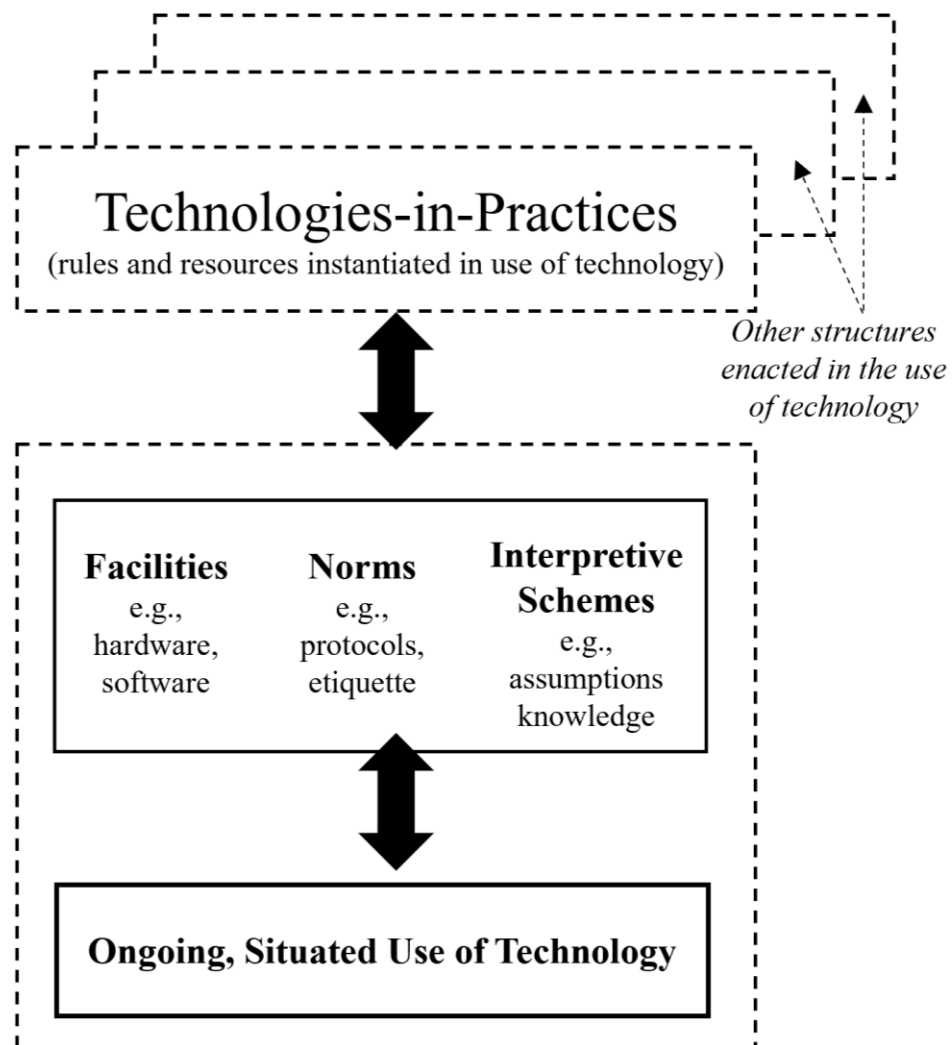 Technologies-in-Practices
(rules and resources instantiated in use of technology)
Other structures
enacted in the use
of technology
Facilities
e.g.,
hardware,
software
Norms
e.g.,
protocols,
etiquette
Interpretive
Schemes
e.g.,
assumptions
knowledge
Ongoing, Situated Use of Technology